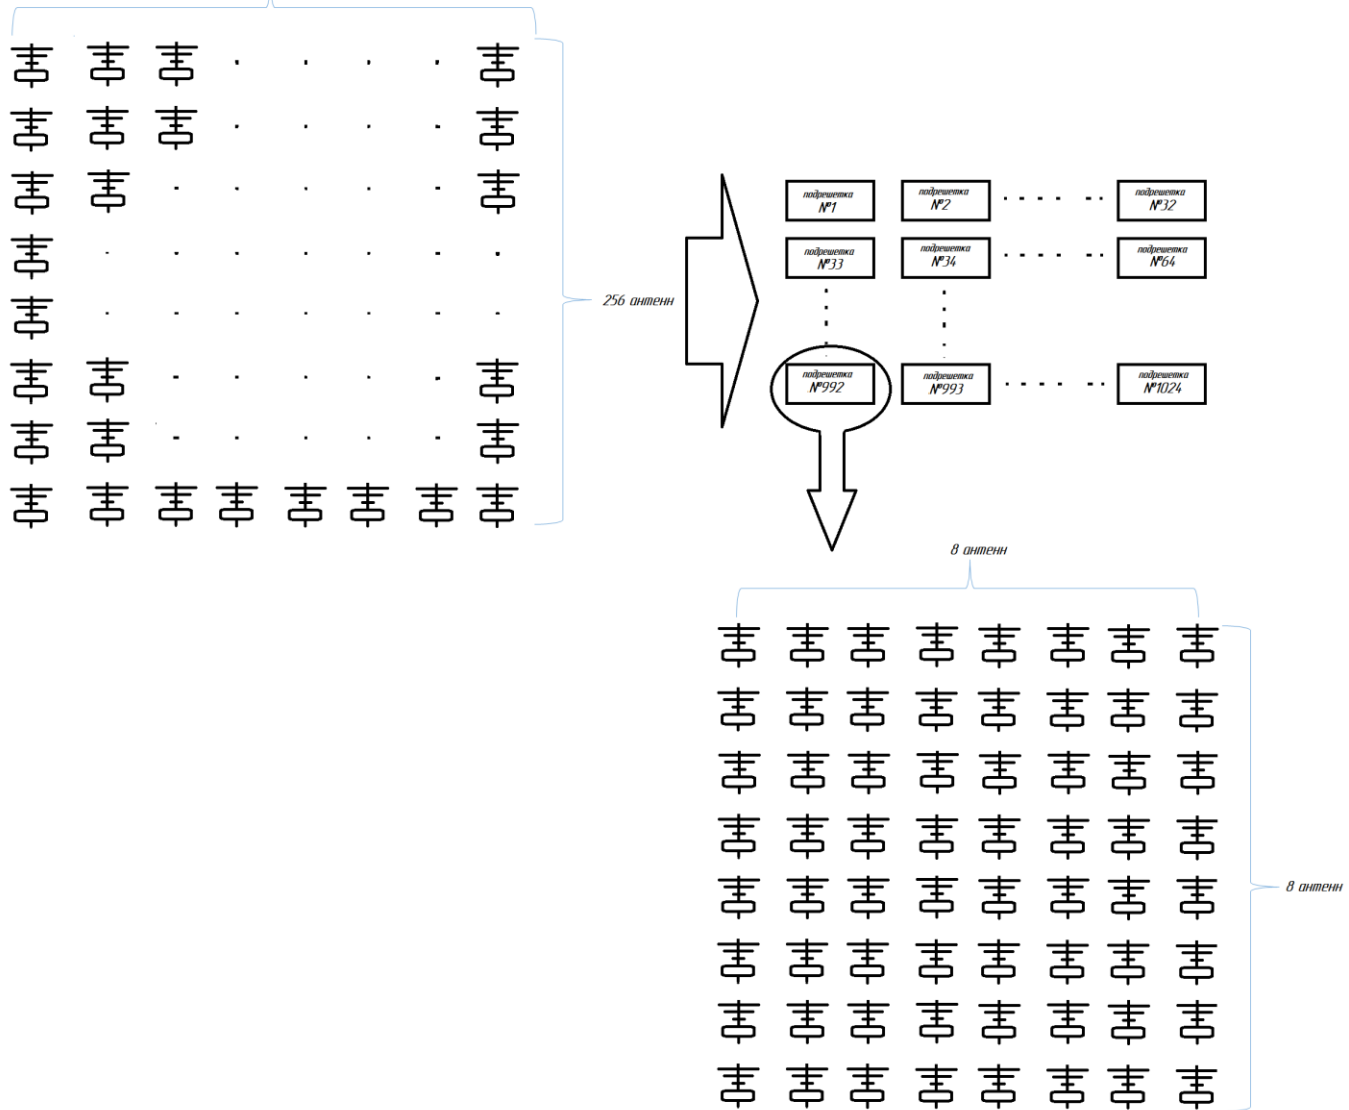 256 антенн
подрешетка
№1
подрешетка
№2
подрешетка
№32
подрешетка
№33
подрешетка
№34
подрешетка
№64
подрешетка
№992
подрешетка
№993
подрешетка
№1024
8 антенн
8 антенн